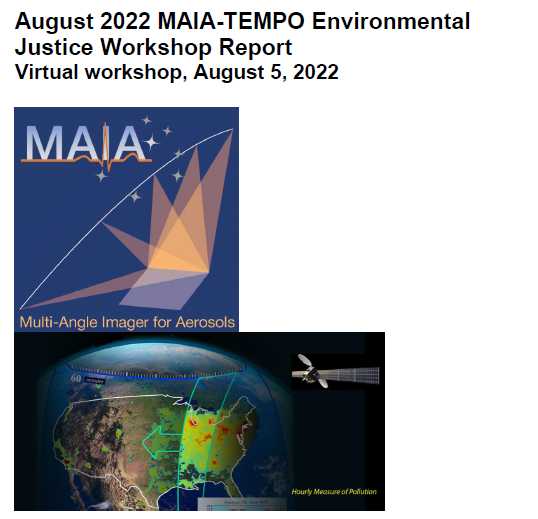 August 2022 MAIA-TEMPO Environmental
Justice Workshop Report
Virtual workshop, August 5, 2022
MAIA
Multi-Angle Imager for Aerosols
60
Hourly Measure of Pollution